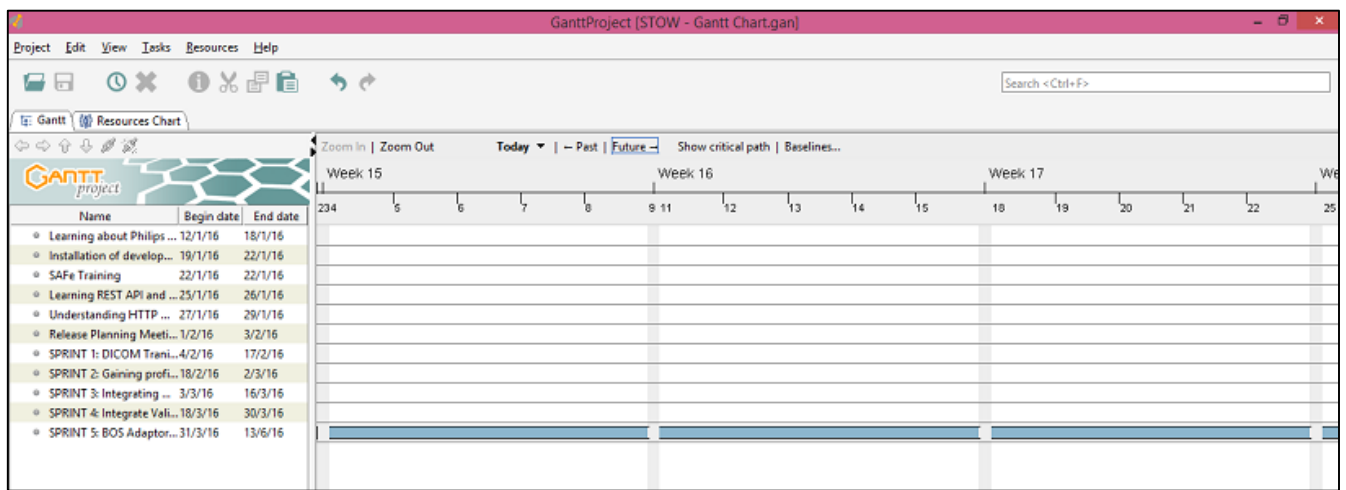 GanttProject [STOW - Gantt Chart.gan]
Project Edit View Tasks Resources Help
Search <Ctrl+F>
Gantt Resources Chart
Zoom In | Zoom Out Today ▼ | ← Past | Future → Show critical path | Baselines...
GANTT project
Week 15 Week 16 Week 17 We
234 5 6 7 8 9 11 12 13 14 15 18 19 20 21 22 25
Name Begin date End date
Learning about Philips ... 12/1/16 18/1/16
Installation of develop... 19/1/16 22/1/16
SAFe Training 22/1/16 22/1/16
Learning REST API and ... 25/1/16 26/1/16
Understanding HTTP ... 27/1/16 29/1/16
Release Planning Meeti... 1/2/16 3/2/16
SPRINT 1: DICOM Trani... 4/2/16 17/2/16
SPRINT 2: Gaining profi... 18/2/16 2/3/16
SPRINT 3: Integrating ... 3/3/16 16/3/16
SPRINT 4: Integrate Vali... 18/3/16 30/3/16
SPRINT 5: BOS Adaptor... 31/3/16 13/6/16